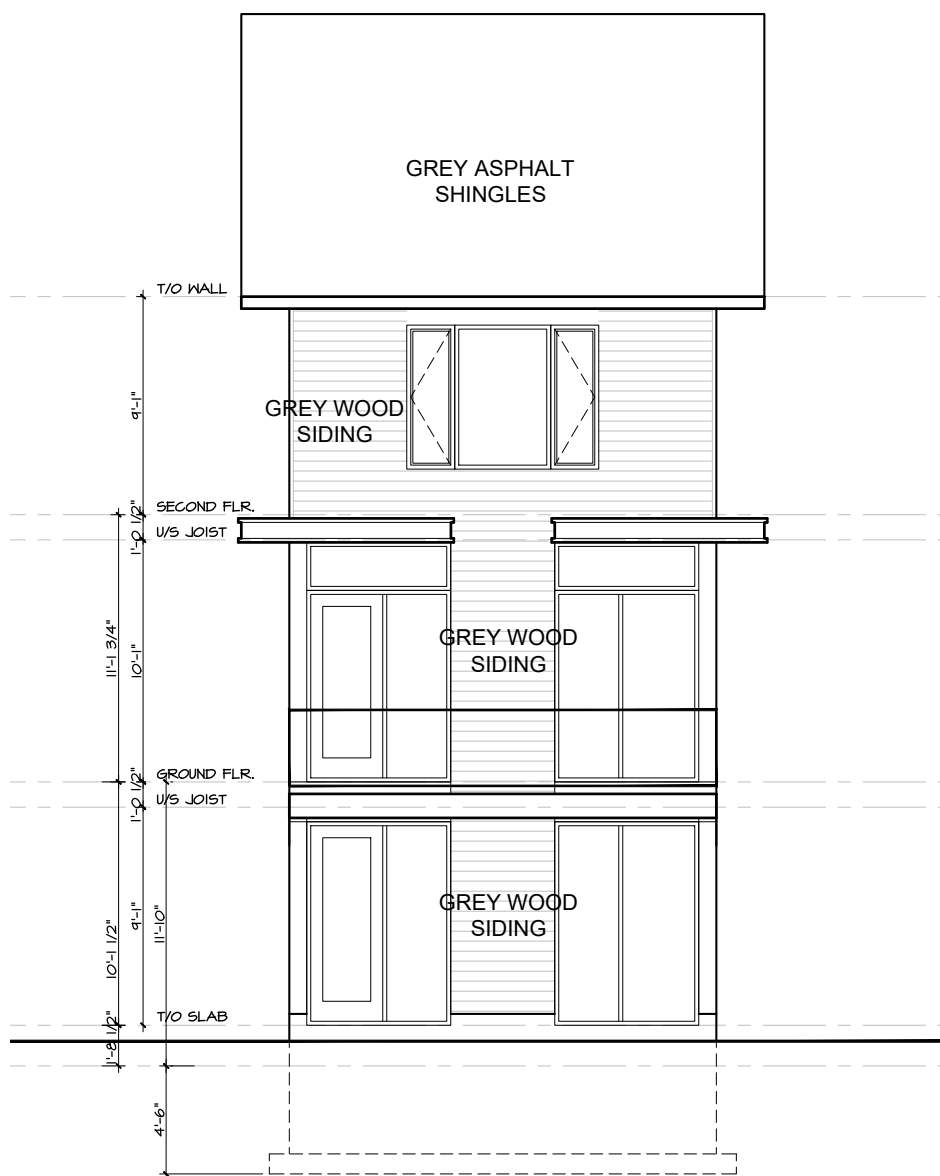 GREY ASPHALT
SHINGLES
T/O WALL
9'-1"
GREY WOOD
SIDING
SECOND FLR.
1'-0 1/2"
U/S JOIST
11'-1 3/4"
10'-1"
GREY WOOD
SIDING
GROUND FLR.
1'-0 1/2"
U/S JOIST
10'-1 1/2"
9'-1"
11'-10"
GREY WOOD
SIDING
T/O SLAB
1'-8 1/2"
4'-6"